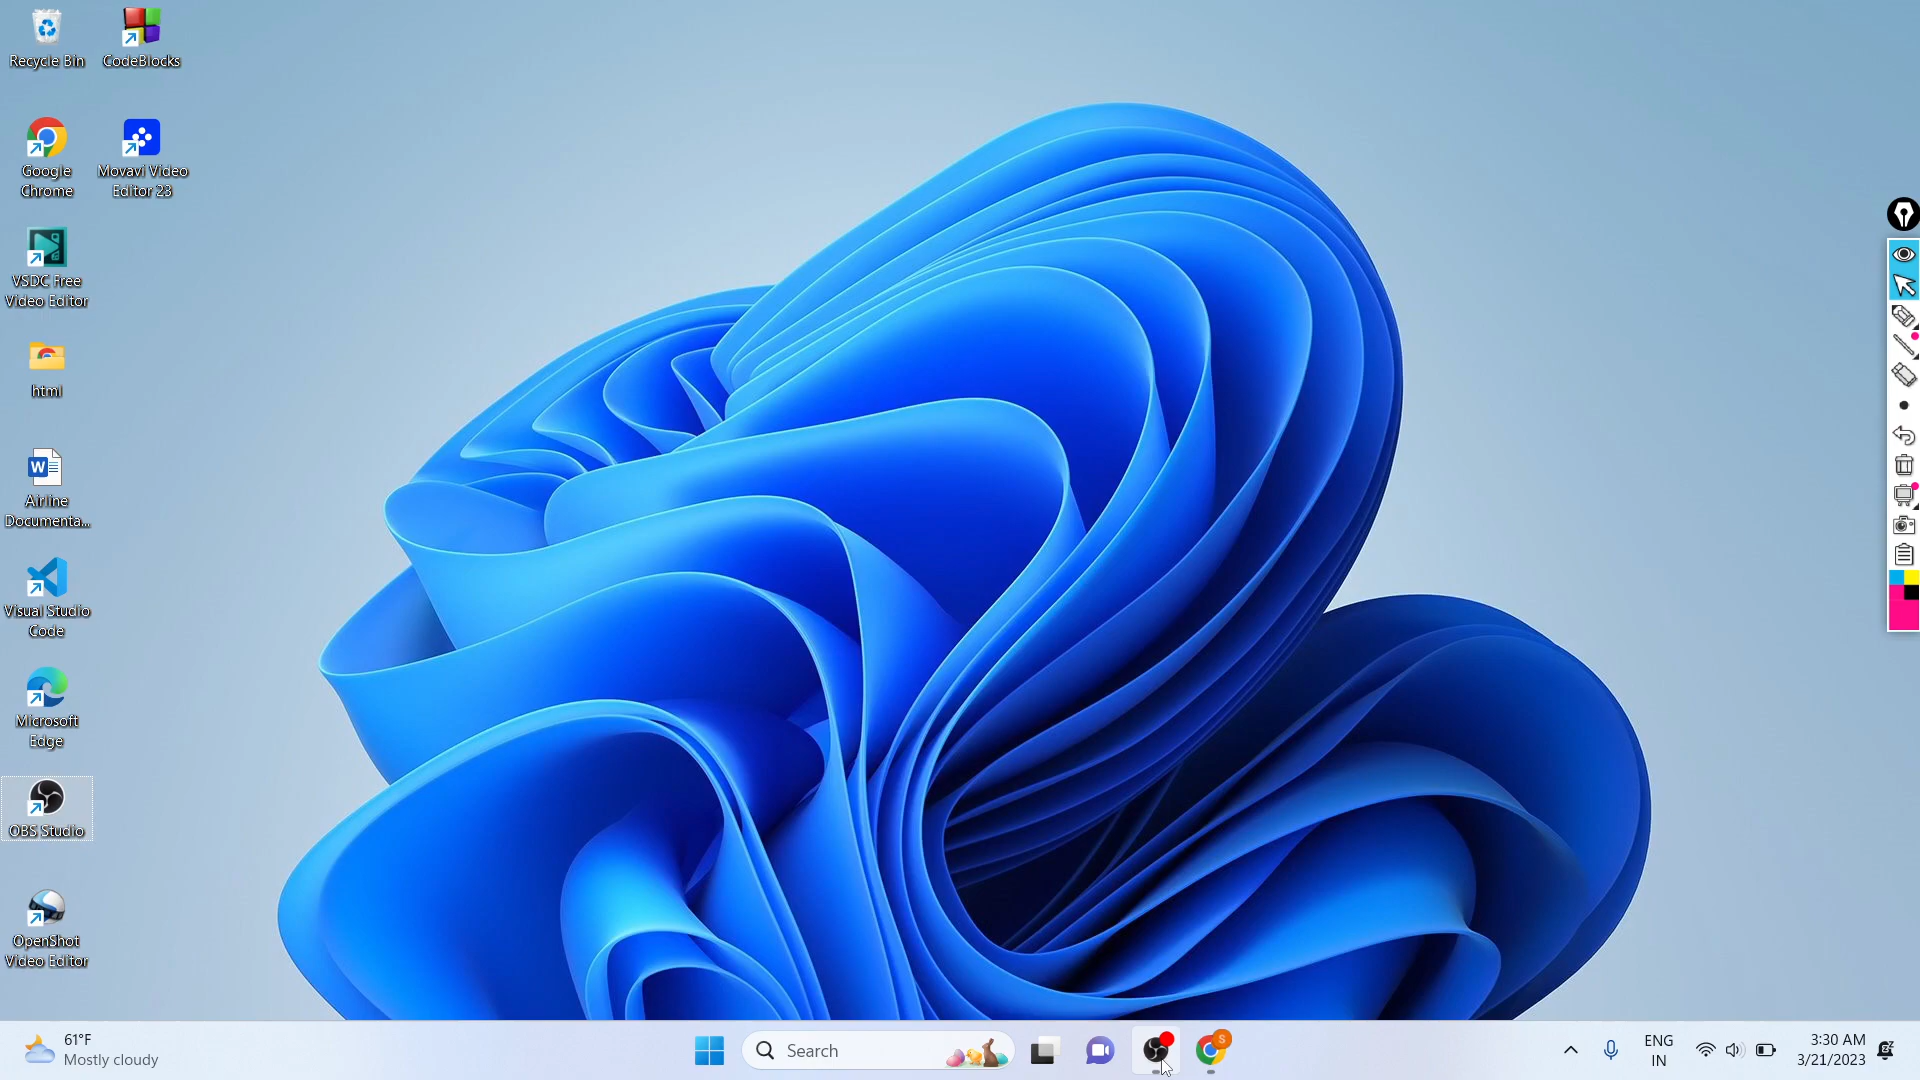 Recycle Bin
CodeBlocks
Google
Chrome
Movavi Video
Editor 23
VSDC Free
Video Editor
html
W
Airline
Documenta...
Visual Studio
Code
Microsoft
Edge
OBS Studio
OpenShot
Video Editor
61°F
Mostly cloudy
Search
S
ENG
IN
3:30 AM
3/21/2023